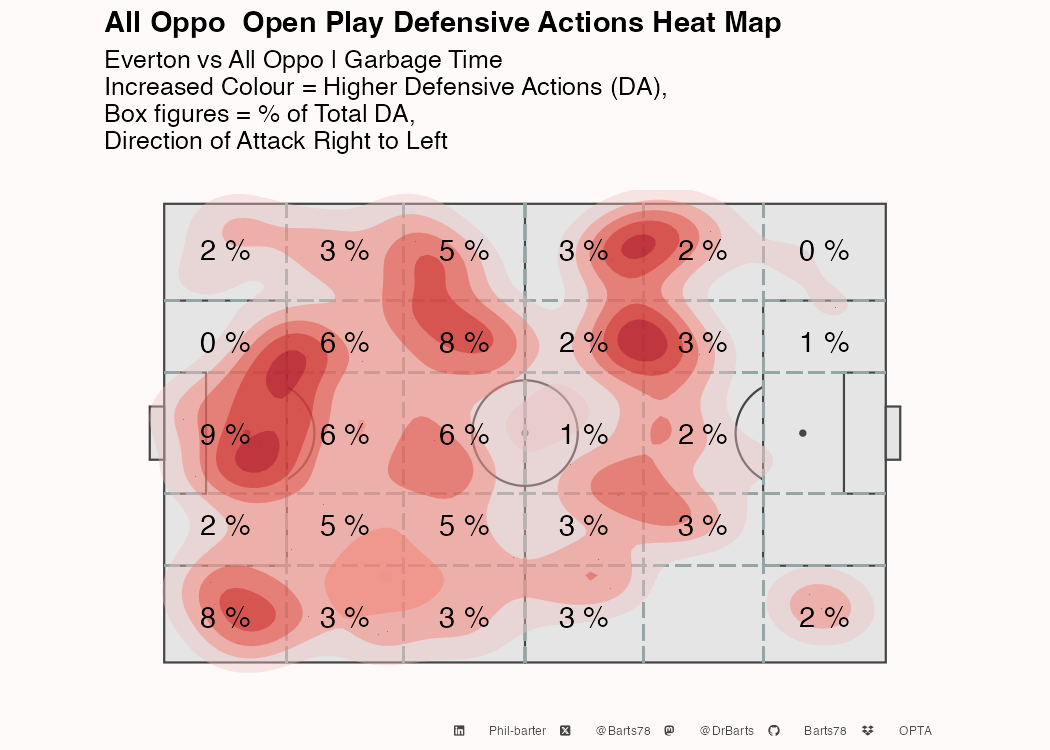 All Oppo  Open Play Defensive Actions Heat Map
Everton vs All Oppo | Garbage Time
Increased Colour = Higher Defensive Actions (DA),
Box figures = % of Total DA,
Direction of Attack Right to Left
2 % 3 % 5 % 3 % 2 % 0 %
0 % 6 % 8 % 2 % 3 % 1 %
9 % 6 % 6 % 1 % 2 %
2 % 5 % 5 % 3 % 3 %
8 % 3 % 3 % 3 % 2 %
Phil-barter @Barts78 @DrBarts Barts78 OPTA